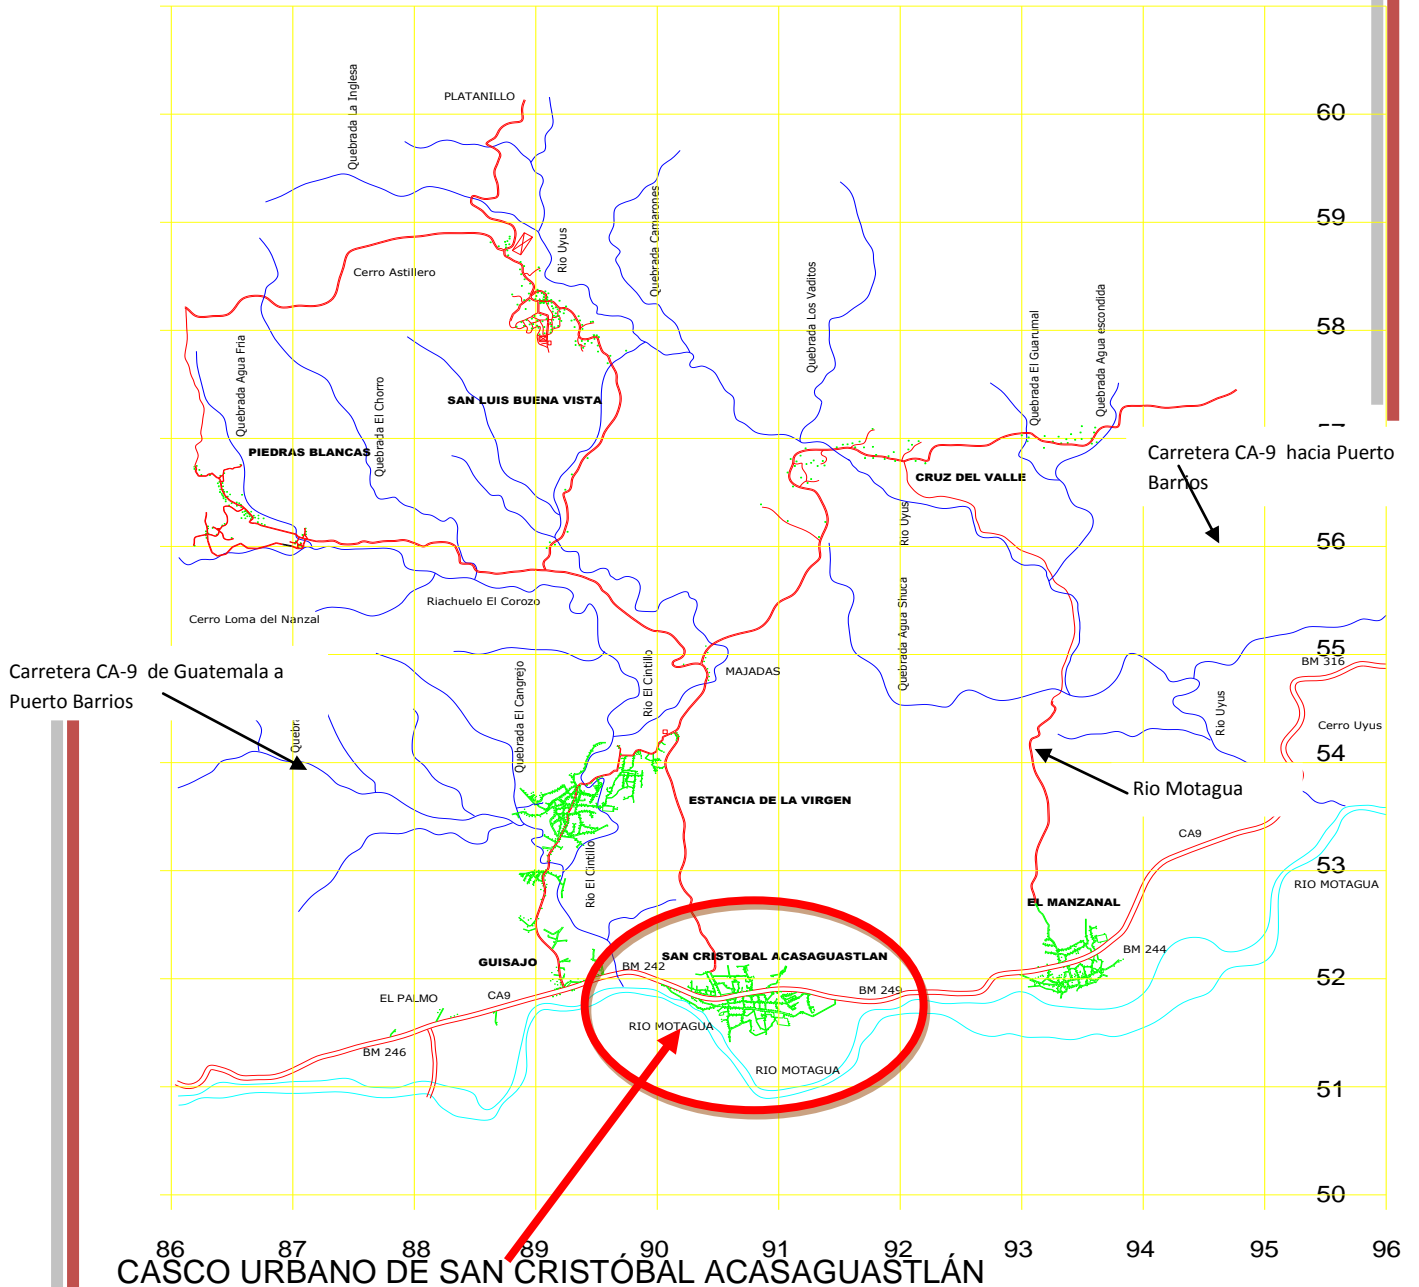 60
PLATANILLO
Quebrada La Inglesa
59
Quebrada Camarones
Rio Uyus
Cerro Astillero
Quebrada Los Vaditos
Quebrada El Guarumal
Quebrada Agua escondida
58
Quebrada Agua Fria
Quebrada El Chorro
SAN LUIS BUENA VISTA
PIEDRAS BLANCAS
Carretera CA-9 hacia Puerto
Barrios
CRUZ DEL VALLE
Rio Uyus
56
Quebrada Agua Shuca
Riachuelo El Corozo
Cerro Loma del Nanzal
55
BM 316
Carretera CA-9 de Guatemala a
Puerto Barrios
MAJADAS
Quebrada El Cangrejo
Rio El Cintillo
Rio Uyus
Cerro Uyus
54
Rio Motagua
ESTANCIA DE LA VIRGEN
CA9
53
Rio El Cintillo
RIO MOTAGUA
EL MANZANAL
BM 244
GUISAJO
BM 242
SAN CRISTOBAL ACASAGUASTLAN
52
BM 249
EL PALMO
CA9
RIO MOTAGUA
BM 246
RIO MOTAGUA
51
50
86 87 88 89 90 91 92 93 94 95 96
CASCO URBANO DE SAN CRISTÓBAL ACASAGUASTLÁN